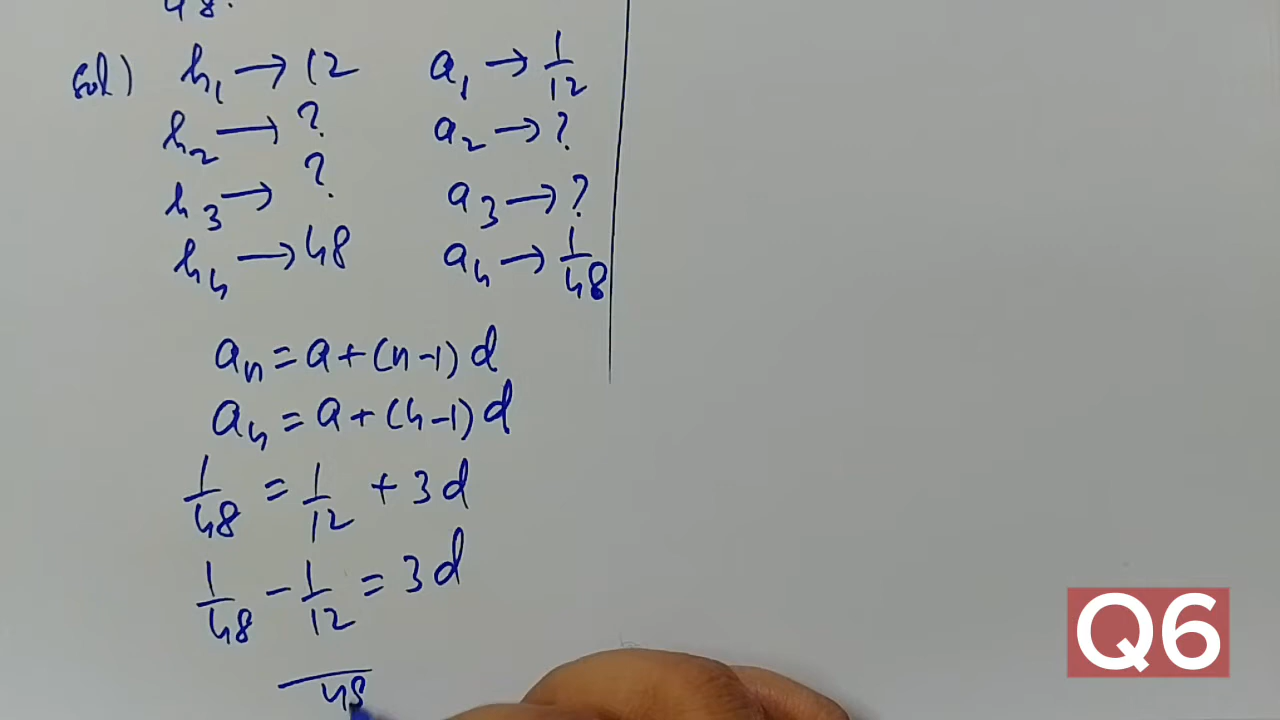 48.
Sol) h₁ → 12 a₁ → 1/12
h₂ → ? a₂ → ?
h₃ → ? a₃ → ?
h₄ → 48 a₄ → 1/48
aₙ = a + (n-1) d
a₄ = a + (4-1) d
1/48 = 1/12 + 3d
1/48 - 1/12 = 3d
/48
Q6